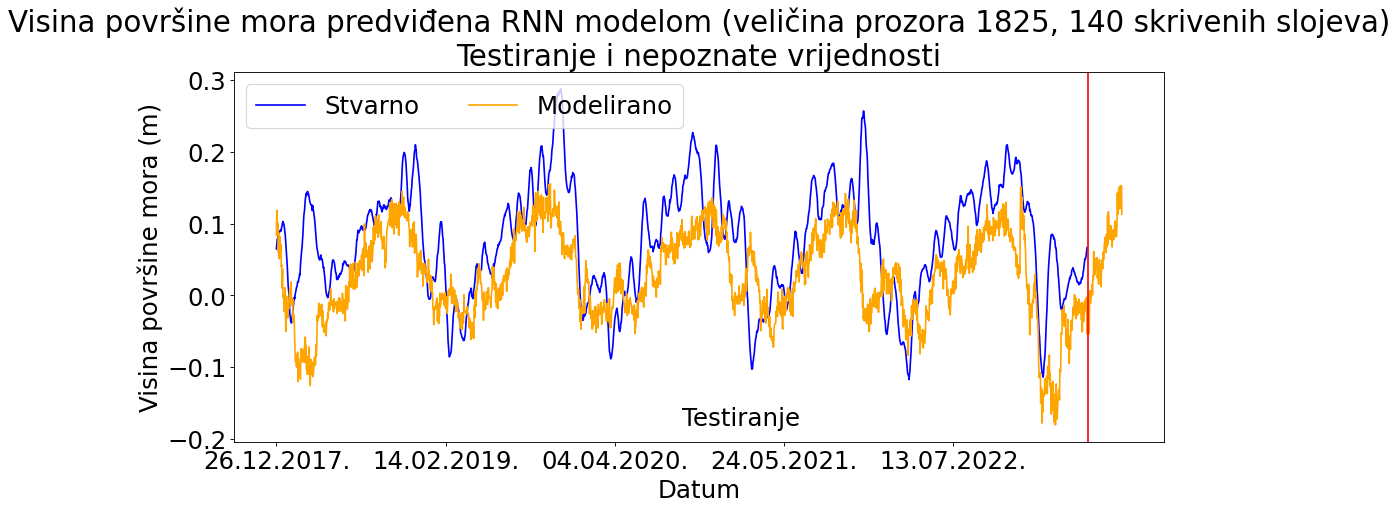 Visina površine mora predviđena RNN modelom (veličina prozora 1825, 140 skrivenih slojeva)
Testiranje i nepoznate vrijednosti
Stvarno
Modelirano
Visina površine mora (m)
0.3
0.2
0.1
0.0
−0.1
−0.2
Testiranje
26.12.2017.
14.02.2019.
04.04.2020.
24.05.2021.
13.07.2022.
Datum